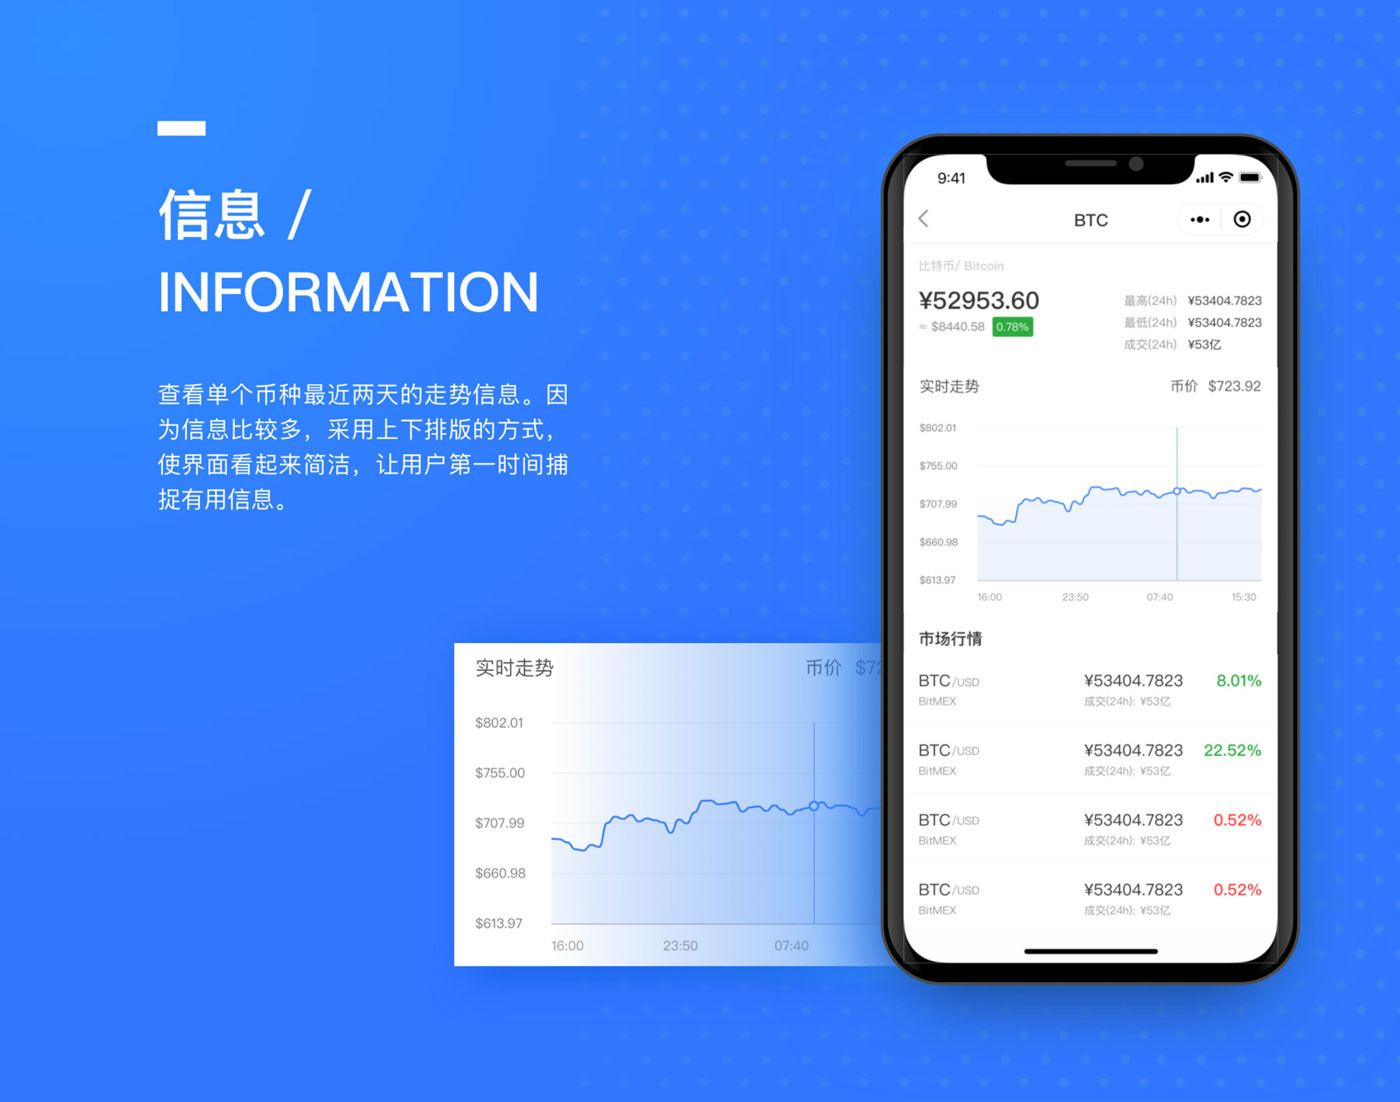 信息 /
INFORMATION
查看单个币种最近两天的走势信息。因
为信息比较多，采用上下排版的方式，
使界面看起来简洁，让用户第一时间捕
捉有用信息。
实时走势 币价
$802.01
$755.00
$707.99
$660.98
$613.97
16:00 23:50 07:40
9:41
BTC
比特币/ Bitcoin
¥52953.60
≈ $8440.58 0.78%
最高(24h) ¥53404.7823
最低(24h) ¥53404.7823
成交(24h) ¥53亿
实时走势 币价 $723.92
$802.01
$755.00
$707.99
$660.98
$613.97
16:00 23:50 07:40 15:30
市场行情
BTC/USD ¥53404.7823 8.01%
BitMEX 成交(24h): ¥53亿
BTC/USD ¥53404.7823 22.52%
BitMEX 成交(24h): ¥53亿
BTC/USD ¥53404.7823 0.52%
BitMEX 成交(24h): ¥53亿
BTC/USD ¥53404.7823 0.52%
BitMEX 成交(24h): ¥53亿